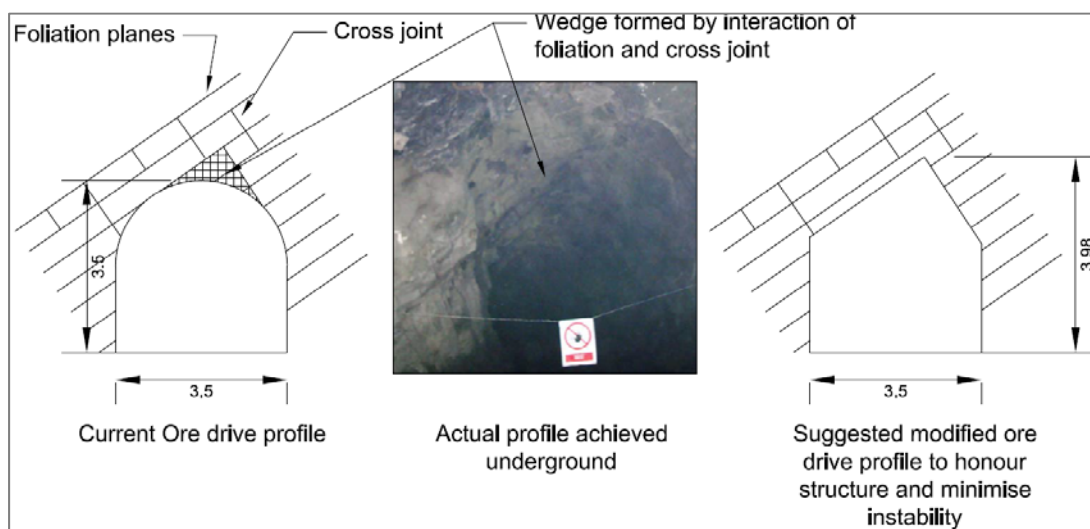 Foliation planes
Cross joint
Wedge formed by interaction of
foliation and cross joint
3.5
3.5
3.98
3.5
Current Ore drive profile
Actual profile achieved
underground
Suggested modified ore
drive profile to honour
structure and minimise
instability